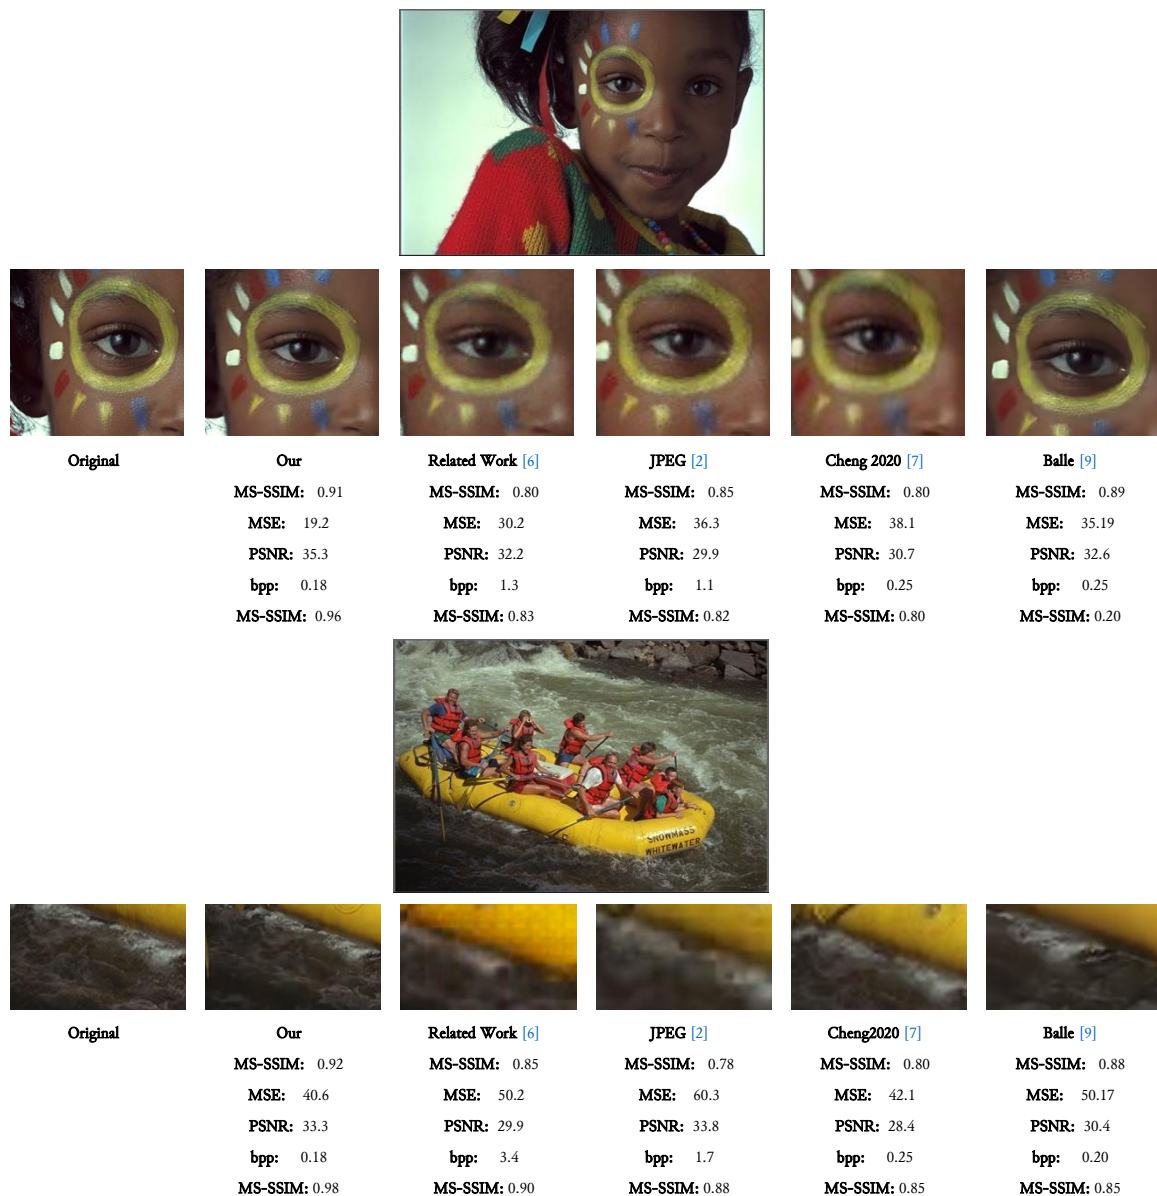 Original Our Related Work [6] JPEG [2] Cheng 2020 [7] Balle [9]
MS-SSIM: 0.91 MS-SSIM: 0.80 MS-SSIM: 0.85 MS-SSIM: 0.80 MS-SSIM: 0.89
MSE: 19.2 MSE: 30.2 MSE: 36.3 MSE: 38.1 MSE: 35.19
PSNR: 35.3 PSNR: 32.2 PSNR: 29.9 PSNR: 30.7 PSNR: 32.6
bpp: 0.18 bpp: 1.3 bpp: 1.1 bpp: 0.25 bpp: 0.25
MS-SSIM: 0.96 MS-SSIM: 0.83 MS-SSIM: 0.82 MS-SSIM: 0.80 MS-SSIM: 0.20
SNOWMASS
WHITEWATER
Original Our Related Work [6] JPEG [2] Cheng2020 [7] Balle [9]
MS-SSIM: 0.92 MS-SSIM: 0.85 MS-SSIM: 0.78 MS-SSIM: 0.80 MS-SSIM: 0.88
MSE: 40.6 MSE: 50.2 MSE: 60.3 MSE: 42.1 MSE: 50.17
PSNR: 33.3 PSNR: 29.9 PSNR: 33.8 PSNR: 28.4 PSNR: 30.4
bpp: 0.18 bpp: 3.4 bpp: 1.7 bpp: 0.25 bpp: 0.20
MS-SSIM: 0.98 MS-SSIM: 0.90 MS-SSIM: 0.88 MS-SSIM: 0.85 MS-SSIM: 0.85